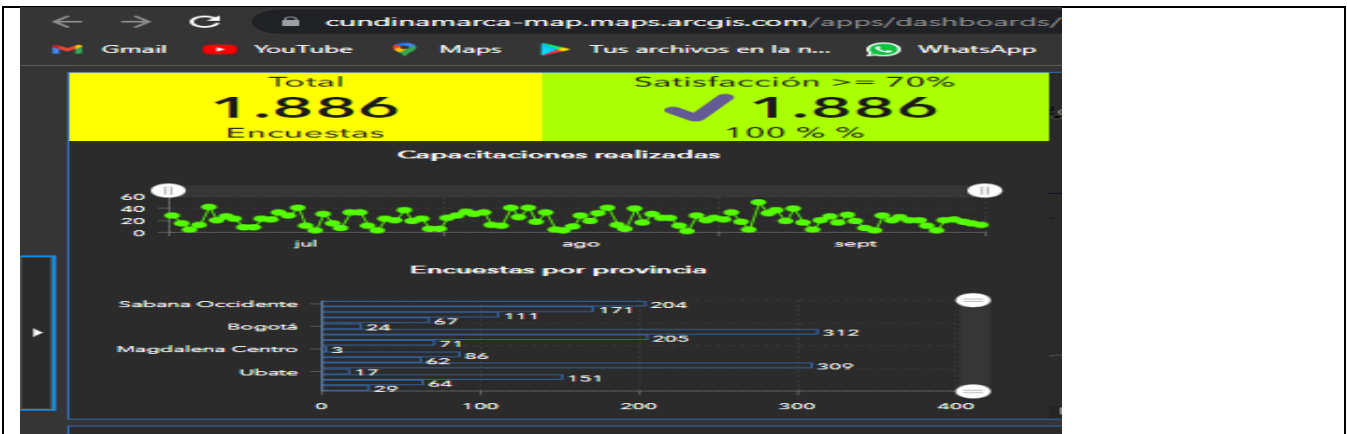 cundinamarca-map.maps.arcgis.com/apps/dashboards/
Gmail YouTube Maps Tus archivos en la n... WhatsApp
Total
1.886
Encuestas
Satisfacción >= 70%
1.886
100 % %
Capacitaciones realizadas
60
40
20
0
jul ago sept
Encuestas por provincia
Sabana Occidente 204
171
111
67
Bogotá 24
312
205
71
Magdalena Centro 3
86
62
309
Ubate 17
151
64
29
0 100 200 300 400